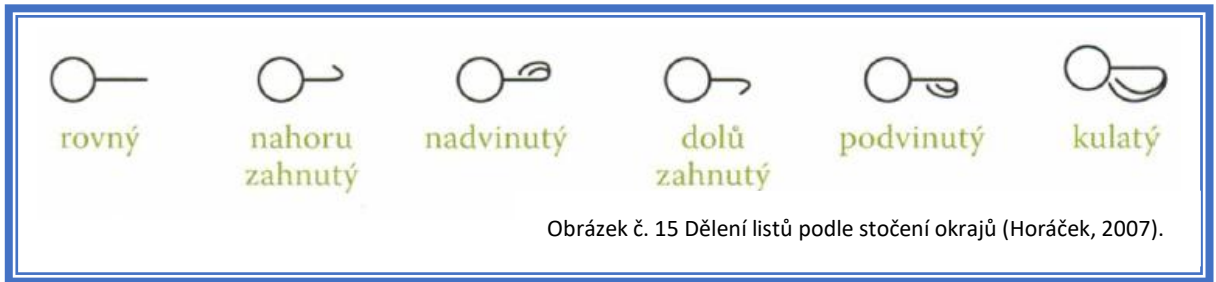 rovný nahoru nadvinutý dolů podvinutý kulatý
zahnutý zahnutý
Obrázek č. 15 Dělení listů podle stočení okrajů (Horáček, 2007).